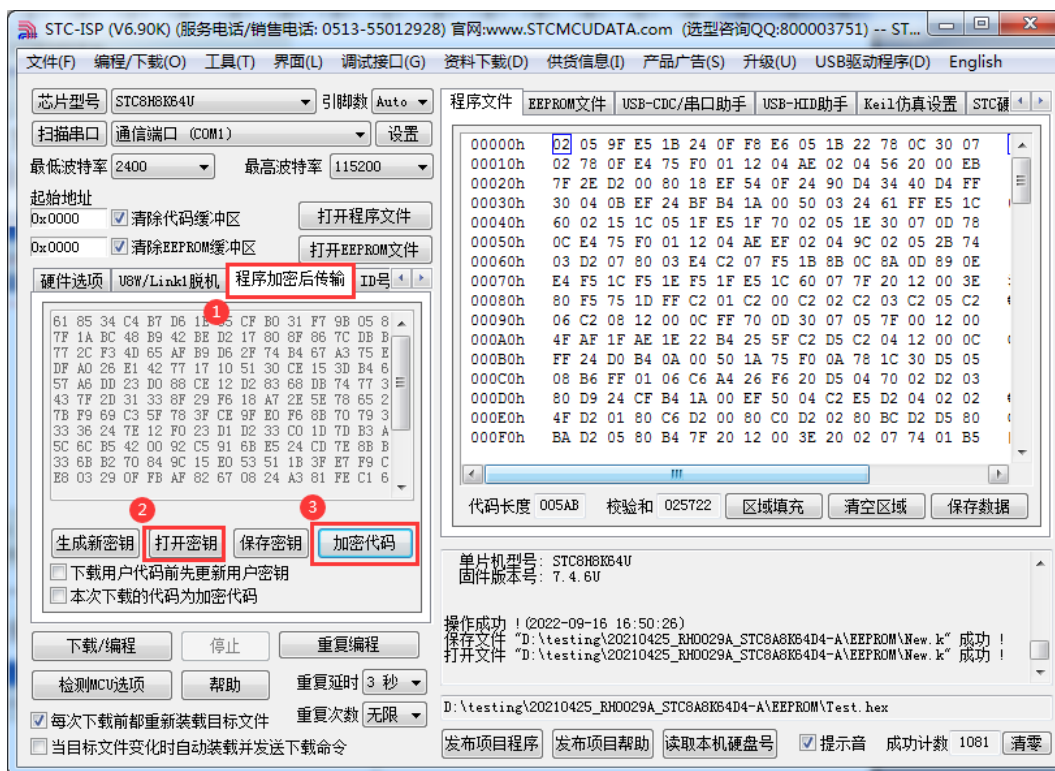 STC-ISP (V6.90K) (服务电话/销售电话: 0513-55012928) 官网:www.STCMCUDATA.com (选型咨询QQ:800003751) -- ST...
文件(F) 编程/下载(O) 工具(T) 界面(L) 调试接口(G) 资料下载(D) 供货信息(I) 产品广告(S) 升级(U) USB驱动程序(D) English
芯片型号 STC8H8K64U 引脚数 Auto
扫描串口 通信端口 (COM1) 设置
最低波特率 2400 最高波特率 115200
起始地址
0x0000 清除代码缓冲区 打开程序文件
0x0000 清除EEPROM缓冲区 打开EEPROM文件
硬件选项 U8W/Link1脱机 程序加密后传输 ID号
1
61 85 34 C4 B7 D6 1E 55 CF B0 31 F7 9B 05 8
7F 1A BC 48 B9 42 BE D2 17 80 8F 86 7C DB B
77 2C F3 4D 65 AF B9 D6 2F 74 B4 67 A3 75 E
DF A0 26 E1 42 77 17 10 51 30 CE 15 3D B4 6
57 A6 DD 23 D0 88 CE 12 D2 83 68 DB 74 77 3
43 7F 2D 31 33 8F 29 F6 18 A7 2E 5E 78 65 2
7B F9 69 C3 5F 78 3F CE 9F E0 F6 8B 70 79 3
33 36 24 7E 12 F0 23 D1 D2 33 C0 1D 7D B3 A
5C 6C B5 42 00 92 C5 91 6B E5 24 CD 7E 8B B
33 6B B2 70 84 9C 15 E0 53 51 1B 3F E7 F9 C
E8 03 29 0F FB AF 82 67 08 24 A3 81 FE C1 6
2 3
生成新密钥 打开密钥 保存密钥 加密代码
下载用户代码前先更新用户密钥
本次下载的代码为加密代码
下载/编程 停止 重复编程
检测MCU选项 帮助 重复延时 3 秒
每次下载前都重新装载目标文件 重复次数 无限
当目标文件变化时自动装载并发送下载命令
程序文件 EEPROM文件 USB-CDC/串口助手 USB-HID助手 Keil仿真设置 STC硬
00000h 02 05 9F E5 1B 24 0F F8 E6 05 1B 22 78 0C 30 07
00010h 02 78 0F E4 75 F0 01 12 04 AE 02 04 56 20 00 EB
00020h 7F 2E D2 00 80 18 EF 54 0F 24 90 D4 34 40 D4 FF
00030h 30 04 0B EF 24 BF B4 1A 00 50 03 24 61 FF E5 1C
00040h 60 02 15 1C 05 1F E5 1F 70 02 05 1E 30 07 0D 78
00050h 0C E4 75 F0 01 12 04 AE EF 02 04 9C 02 05 2B 74
00060h 03 D2 07 80 03 E4 C2 07 F5 1B 8B 0C 8A 0D 89 0E
00070h E4 F5 1C F5 1E F5 1F E5 1C 60 07 7F 20 12 00 3E
00080h 80 F5 75 1D FF C2 01 C2 00 C2 02 C2 03 C2 05 C2
00090h 06 C2 08 12 00 0C FF 70 0D 30 07 05 7F 00 12 00
000A0h 4F AF 1F AE 1E 22 B4 25 5F C2 D5 C2 04 12 00 0C
000B0h FF 24 D0 B4 0A 00 50 1A 75 F0 0A 78 1C 30 D5 05
000C0h 08 B6 FF 01 06 C6 A4 26 F6 20 D5 04 70 02 D2 03
000D0h 80 D9 24 CF B4 1A 00 EF 50 04 C2 E5 D2 04 02 02
000E0h 4F D2 01 80 C6 D2 00 80 C0 D2 02 80 BC D2 D5 80
000F0h BA D2 05 80 B4 7F 20 12 00 3E 20 02 07 74 01 B5
代码长度 005AB 校验和 025722 区域填充 清空区域 保存数据
单片机型号: STC8H8K64U
固件版本号: 7.4.6U
操作成功 !(2022-09-16 16:50:26)
保存文件 "D:\testing\20210425_RH0029A_STC8A8K64D4-A\EEPROM\New.k" 成功 !
打开文件 "D:\testing\20210425_RH0029A_STC8A8K64D4-A\EEPROM\New.k" 成功 !
D:\testing\20210425_RH0029A_STC8A8K64D4-A\EEPROM\Test.hex
发布项目程序 发布项目帮助 读取本机硬盘号 提示音 成功计数 1081 清零